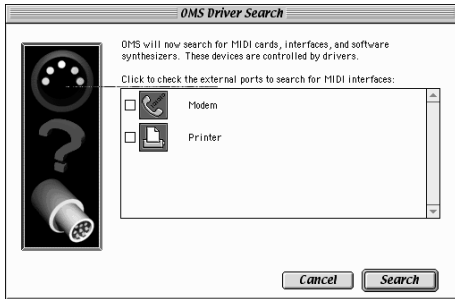 OMS Driver Search
OMS will now search for MIDI cards, interfaces, and software
synthesizers. These devices are controlled by drivers.
Click to check the external ports to search for MIDI interfaces:
Modem
Printer
Cancel Search